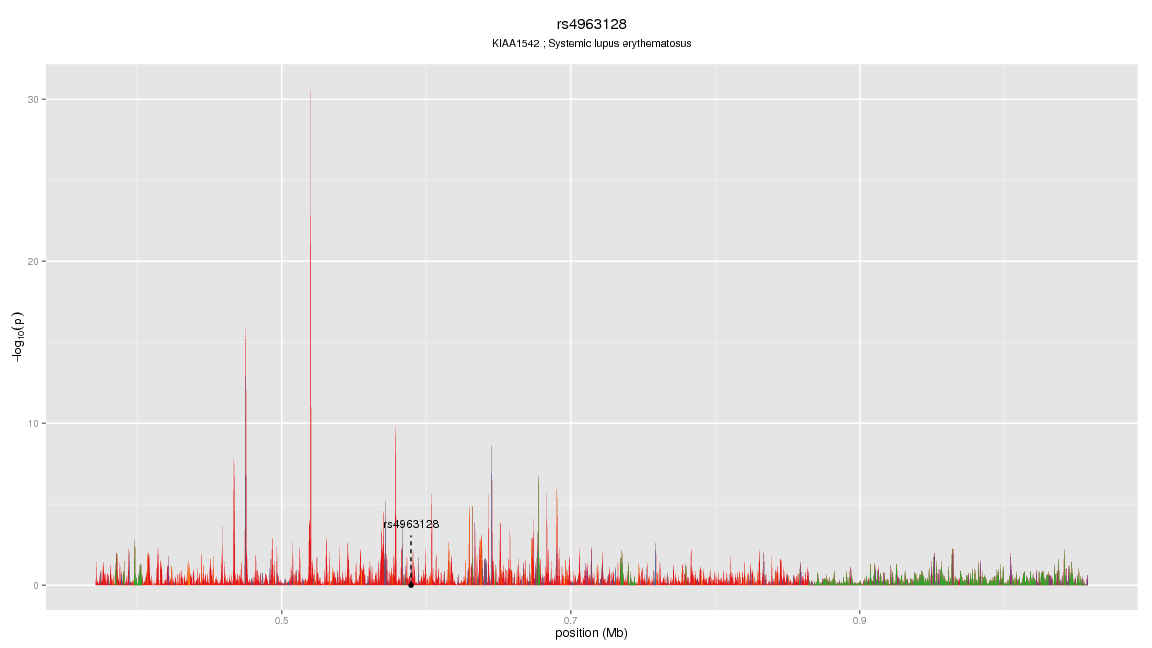 rs4963128
KIAA1542 ; Systemic lupus erythematosus
30
20
10
0
−log10(p)
rs4963128
0.5
0.7
0.9
position (Mb)